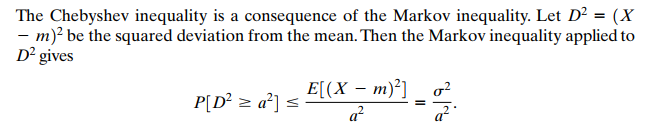 The Chebyshev inequality is a consequence of the Markov inequality. Let D² = (X
− m)² be the squared deviation from the mean. Then the Markov inequality applied to
D² gives
P[D² ≥ a²] ≤ E[(X − m)²] / a² = σ² / a².